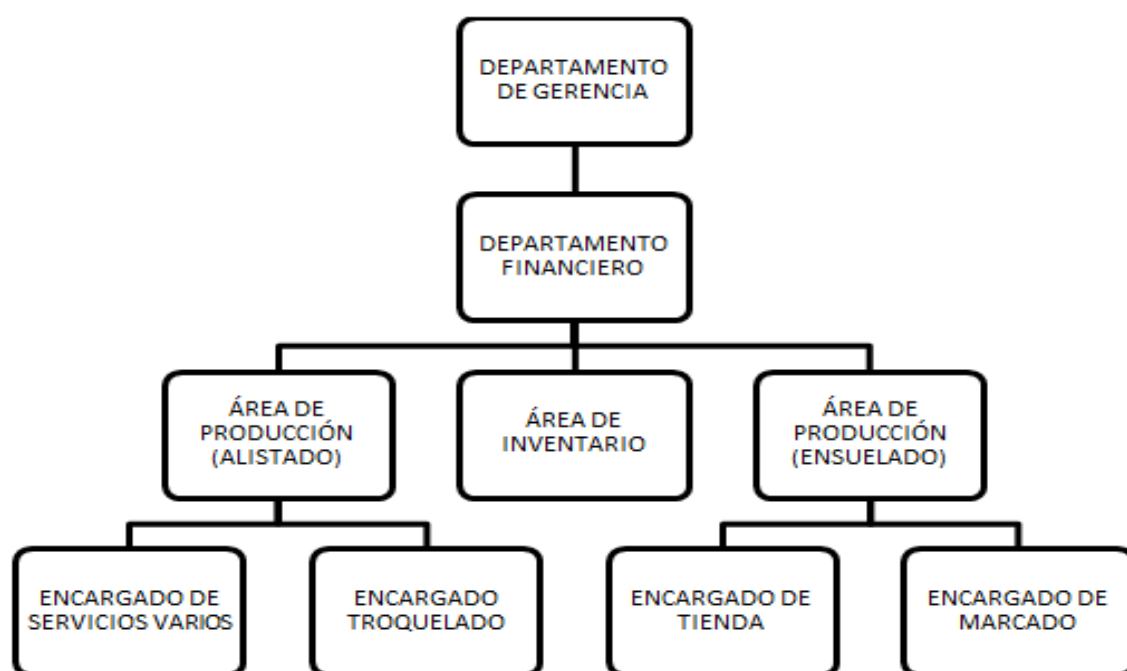 DEPARTAMENTO
DE GERENCIA
DEPARTAMENTO
FINANCIERO
ÁREA DE
PRODUCCIÓN
(ALISTADO)
ÁREA DE
INVENTARIO
ÁREA DE
PRODUCCIÓN
(ENSUELADO)
ENCARGADO DE
SERVICIOS VARIOS
ENCARGADO
TROQUELADO
ENCARGADO DE
TIENDA
ENCARGADO DE
MARCADO